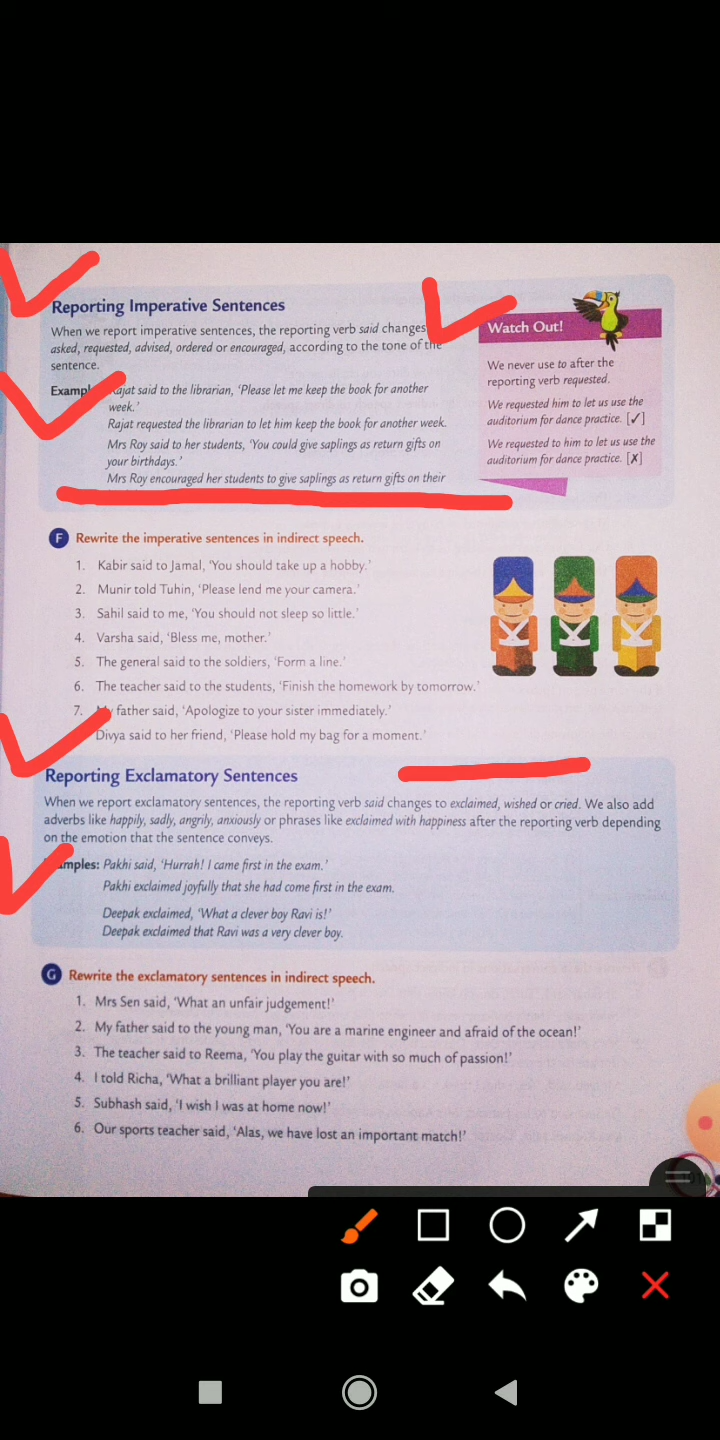 Reporting Imperative Sentences
When we report imperative sentences, the reporting verb said changes
asked, requested, advised, ordered or encouraged, according to the tone of the
sentence.
Rajat said to the librarian, ‘Please let me keep the book for another
week.’
Rajat requested the librarian to let him keep the book for another week.
Mrs Roy said to her students, ‘You could give saplings as return gifts on
your birthdays.’
Mrs Roy encouraged her students to give saplings as return gifts on their
Watch Out!
We never use to after the
reporting verb requested.
We requested him to let us use the
auditorium for dance practice. [✓]
We requested to him to let us use the
auditorium for dance practice. [✗]
F Rewrite the imperative sentences in indirect speech.
1. Kabir said to Jamal, ‘You should take up a hobby.’
2. Munir told Tuhin, ‘Please lend me your camera.’
3. Sahil said to me, ‘You should not sleep so little.’
4. Varsha said, ‘Bless me, mother.’
5. The general said to the soldiers, ‘Form a line.’
6. The teacher said to the students, ‘Finish the homework by tomorrow.’
7. My father said, ‘Apologize to your sister immediately.’
Divya said to her friend, ‘Please hold my bag for a moment.’
Reporting Exclamatory Sentences
When we report exclamatory sentences, the reporting verb said changes to exclaimed, wished or cried. We also add
adverbs like happily, sadly, angrily, anxiously or phrases like exclaimed with happiness after the reporting verb depending
on the emotion that the sentence conveys.
Examples: Pakhi said, ‘Hurrah! I came first in the exam.’
Pakhi exclaimed joyfully that she had come first in the exam.
Deepak exclaimed, ‘What a clever boy Ravi is!’
Deepak exclaimed that Ravi was a very clever boy.
G Rewrite the exclamatory sentences in indirect speech.
1. Mrs Sen said, ‘What an unfair judgement!’
2. My father said to the young man, ‘You are a marine engineer and afraid of the ocean!’
3. The teacher said to Reema, ‘You play the guitar with so much of passion!’
4. I told Richa, ‘What a brilliant player you are!’
5. Subhash said, ‘I wish I was at home now!’
6. Our sports teacher said, ‘Alas, we have lost an important match!’